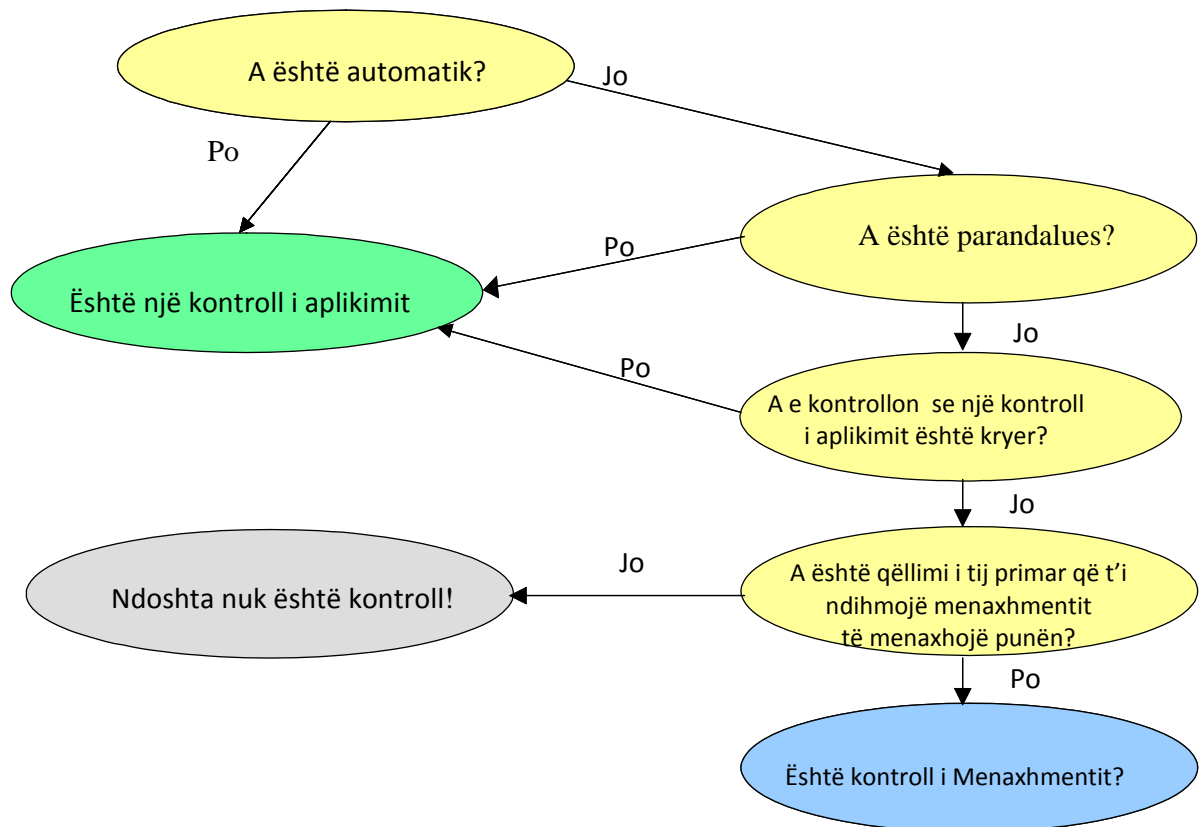 A është automatik?
Jo
Po
A është parandalues?
Po
Është një kontroll i aplikimit
Jo
Po
A e kontrollon  se një kontroll
i aplikimit është kryer?
Jo
Jo
A është qëllimi i tij primar që t’i
ndihmojë menaxhmentit
të menaxhojë punën?
Ndoshta nuk është kontroll!
Po
Është kontroll i Menaxhmentit?